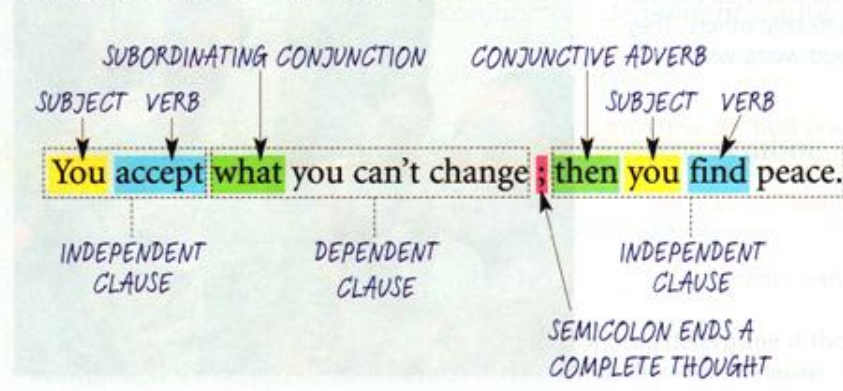 SUBORDINATING CONJUNCTION CONJUNCTIVE ADVERB
SUBJECT VERB SUBJECT VERB
You accept what you can't change ; then you find peace.
INDEPENDENT DEPENDENT INDEPENDENT
CLAUSE CLAUSE CLAUSE
SEMICOLON ENDS A
COMPLETE THOUGHT